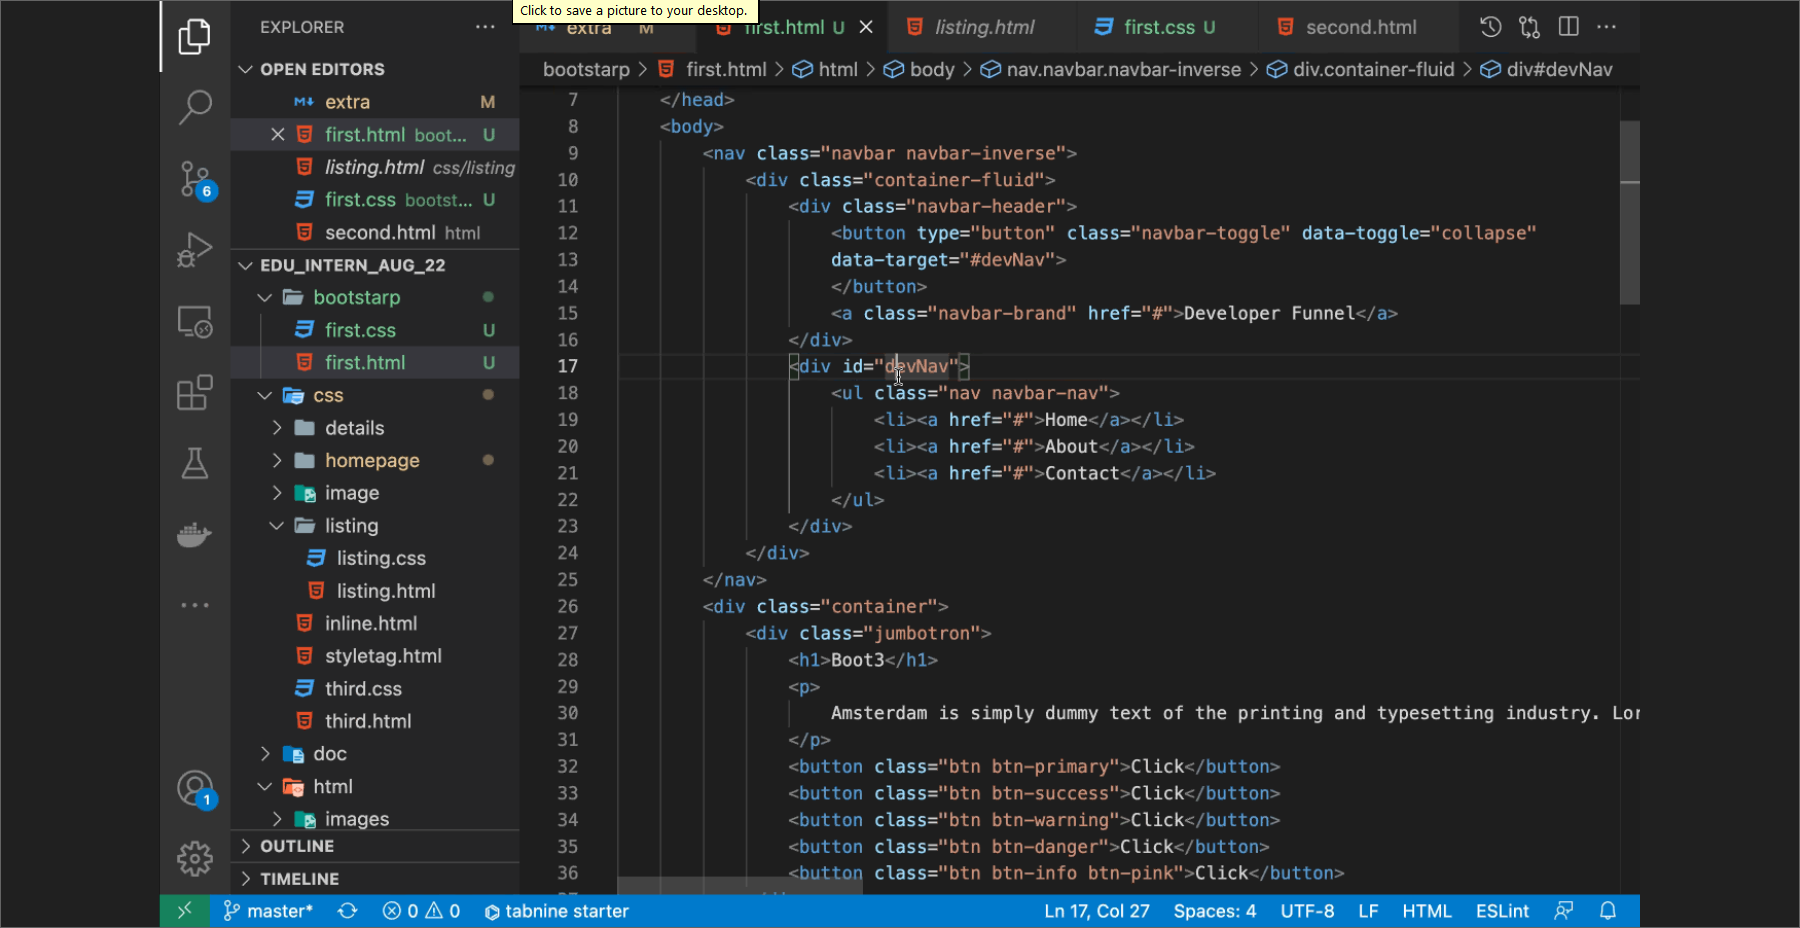 Click to save a picture to your desktop.
EXPLORER
OPEN EDITORS
extra M
first.html boot... U
listing.html css/listing
first.css bootst... U
second.html html
EDU_INTERN_AUG_22
bootstarp
first.css U
first.html U
css
details
homepage
image
listing
listing.css
listing.html
inline.html
styletag.html
third.css
third.html
doc
html
images
OUTLINE
TIMELINE
6
1
extra M first.html U listing.html first.css U second.html
bootstarp > first.html > html > body > nav.navbar.navbar-inverse > div.container-fluid > div#devNav
7 </head>
8 <body>
9 <nav class="navbar navbar-inverse">
10 <div class="container-fluid">
11 <div class="navbar-header">
12 <button type="button" class="navbar-toggle" data-toggle="collapse"
13 data-target="#devNav">
14 </button>
15 <a class="navbar-brand" href="#">Developer Funnel</a>
16 </div>
17 <div id="devNav">
18 <ul class="nav navbar-nav">
19 <li><a href="#">Home</a></li>
20 <li><a href="#">About</a></li>
21 <li><a href="#">Contact</a></li>
22 </ul>
23 </div>
24 </div>
25 </nav>
26 <div class="container">
27 <div class="jumbotron">
28 <h1>Boot3</h1>
29 <p>
30 Amsterdam is simply dummy text of the printing and typesetting industry. Lor
31 </p>
32 <button class="btn btn-primary">Click</button>
33 <button class="btn btn-success">Click</button>
34 <button class="btn btn-warning">Click</button>
35 <button class="btn btn-danger">Click</button>
36 <button class="btn btn-info btn-pink">Click</button>
master* 0 0 tabnine starter Ln 17, Col 27 Spaces: 4 UTF-8 LF HTML ESLint